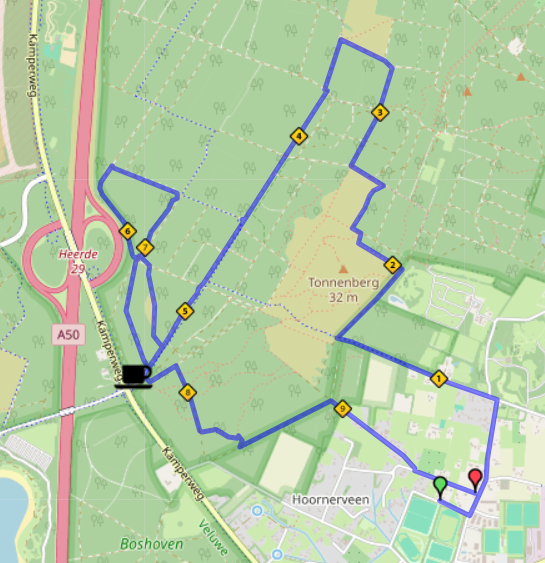 Kamperweg
3
4
6
7
Heerde
29
2
Tonnenberg
32 m
5
A50
Kamperweg
1
8
9
Kamperweg
Hoornerveen
Boshoven
Veluwe